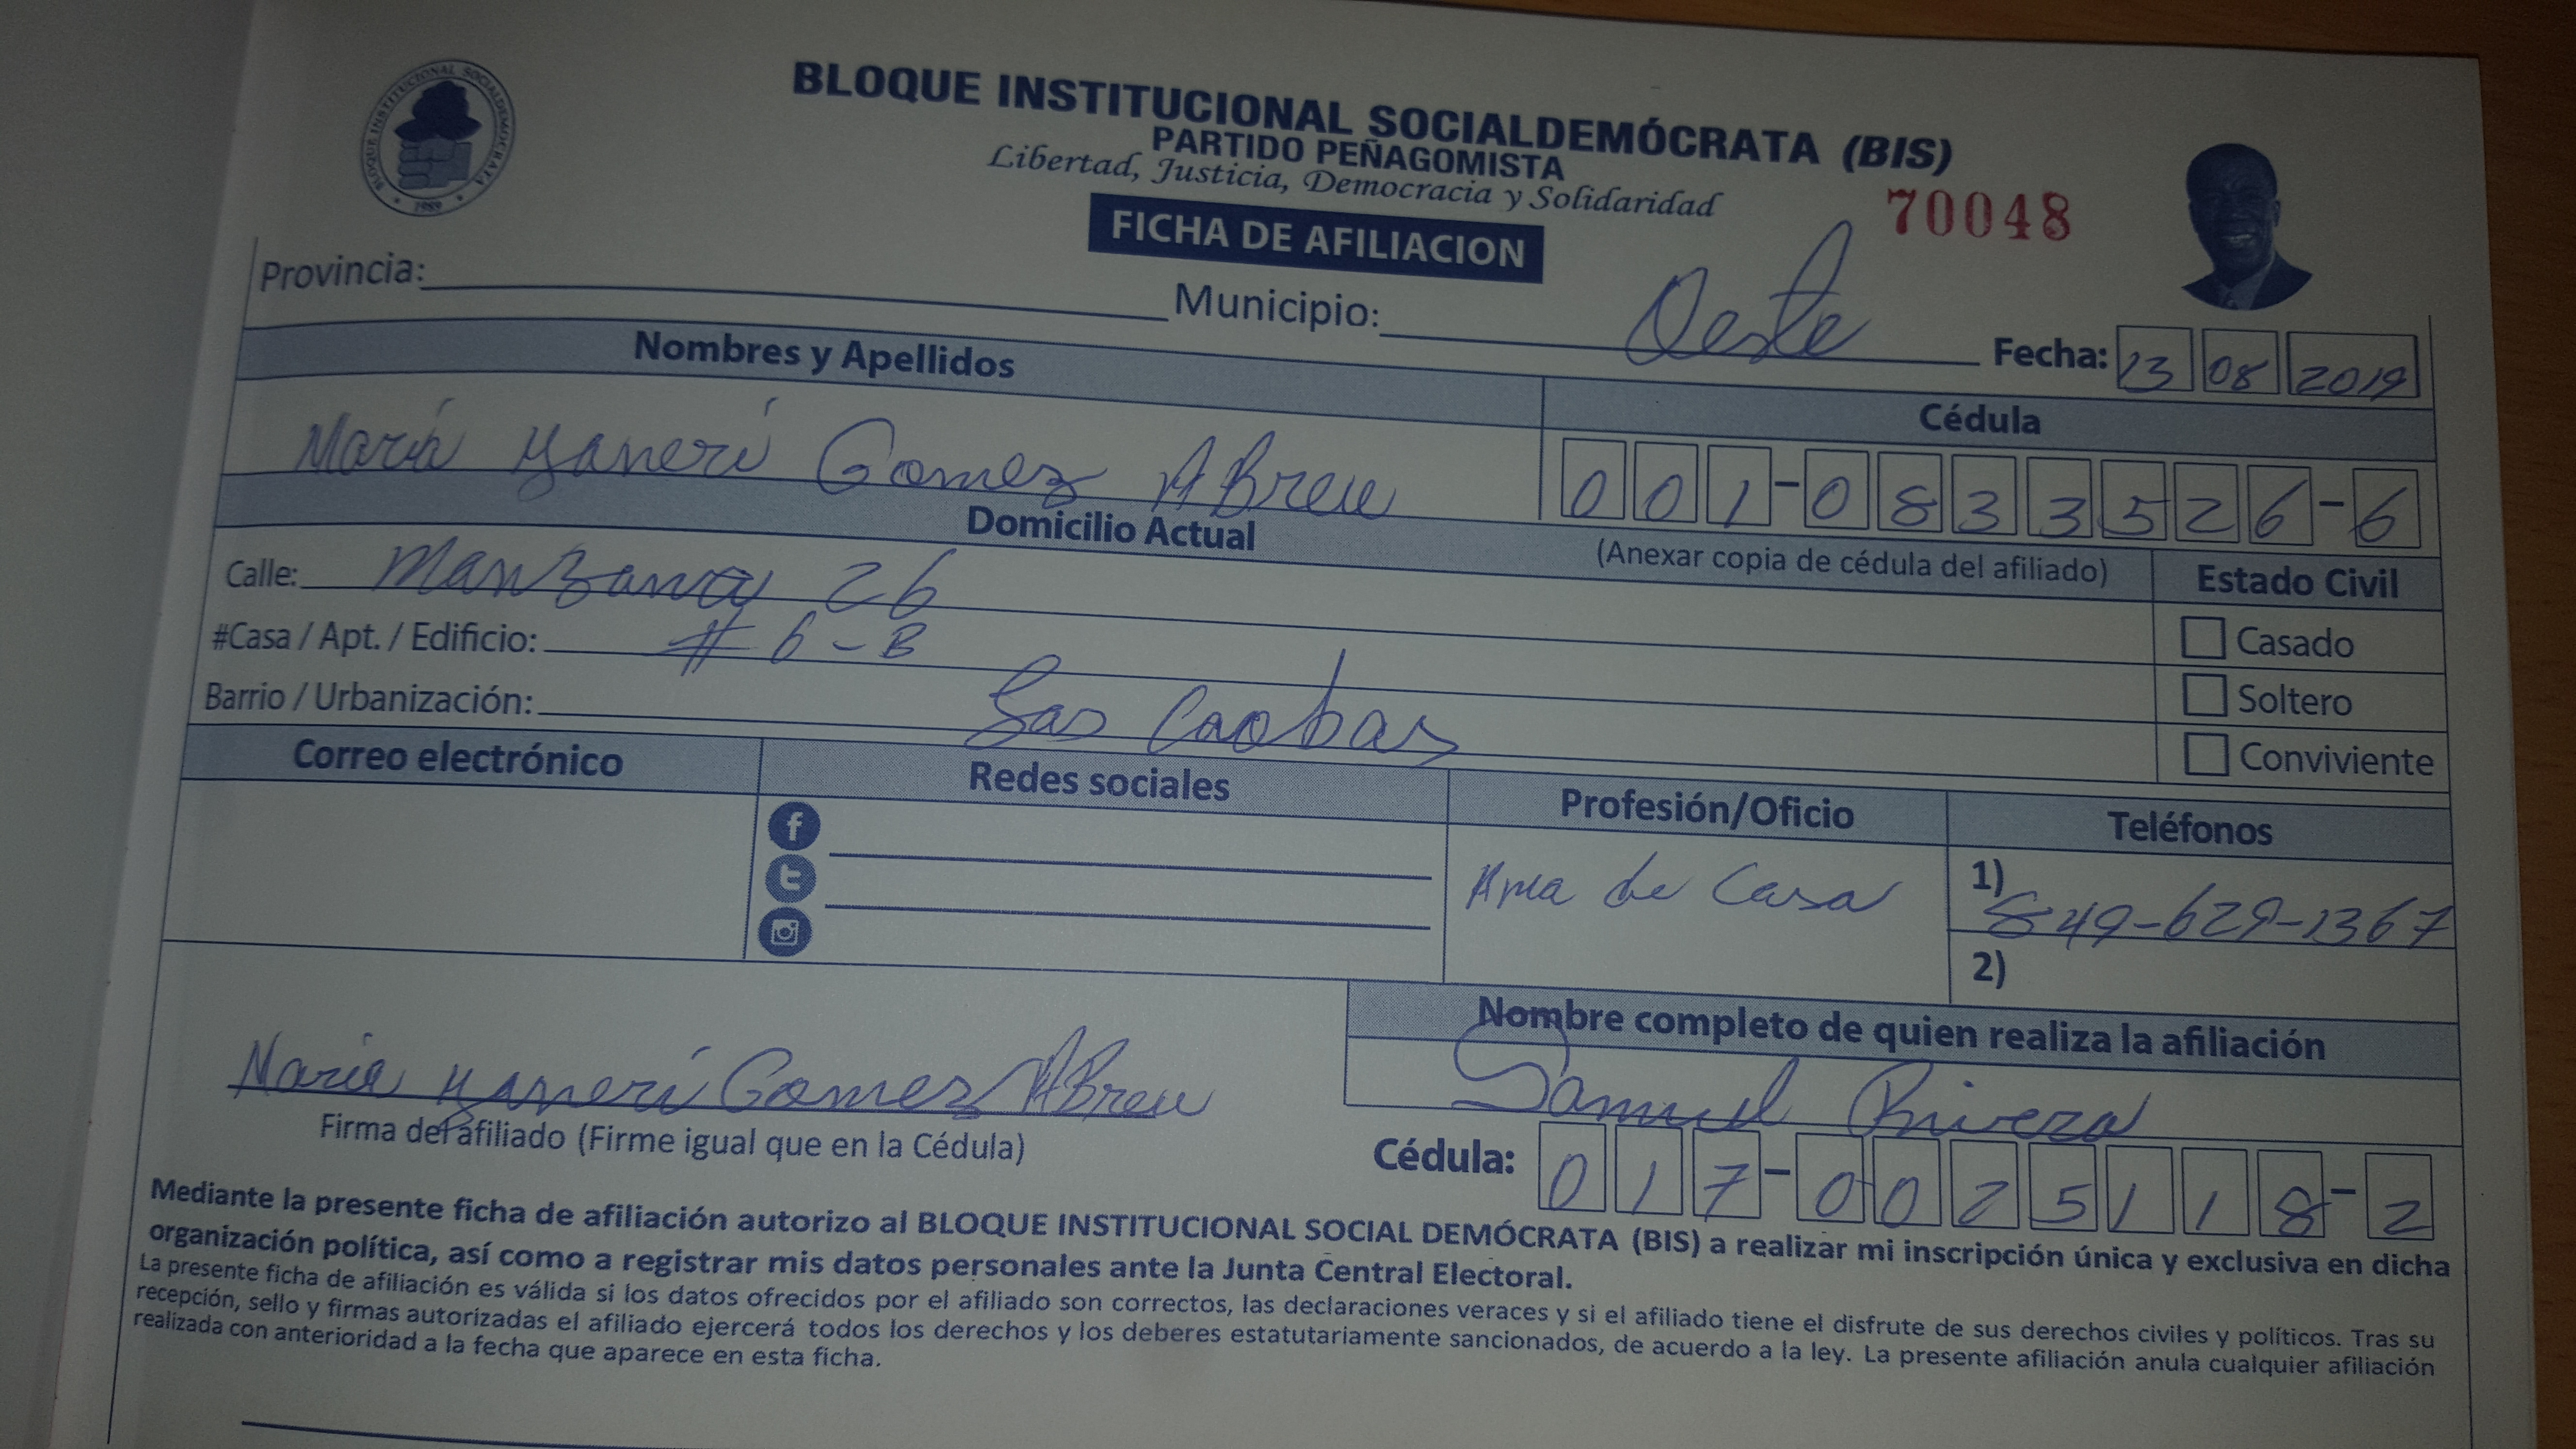 BLOQUE INSTITUCIONAL SOCIALDEMOCRATA
1989
BLOQUE INSTITUCIONAL SOCIALDEMÓCRATA (BIS)
PARTIDO PEÑAGOMISTA
Libertad, Justicia, Democracia y Solidaridad
70048
FICHA DE AFILIACION
Provincia: Municipio: Oeste Fecha: 13 08 2019
Nombres y Apellidos Cédula
María Yanerí Gomez ABreu 001-0833526-6
Domicilio Actual (Anexar copia de cédula del afiliado) Estado Civil
Calle: Manzana 26
Casado
#Casa / Apt. / Edificio: # 6-B
Soltero
Barrio / Urbanización: Las Caobas
Conviviente
Correo electrónico Redes sociales Profesión/Oficio Teléfonos
f
t
Ama de Casa 1) 849-629-1367
2)
Nombre completo de quien realiza la afiliación
Maria Yanerí Gomez ABreu Samuel Rivera
Firma del afiliado (Firme igual que en la Cédula) Cédula: 017-0025118-2
Mediante la presente ficha de afiliación autorizo al BLOQUE INSTITUCIONAL SOCIAL DEMÓCRATA (BIS) a realizar mi inscripción única y exclusiva en dicha
organización política, así como a registrar mis datos personales ante la Junta Central Electoral.
La presente ficha de afiliación es válida si los datos ofrecidos por el afiliado son correctos, las declaraciones veraces y si el afiliado tiene el disfrute de sus derechos civiles y políticos. Tras su
recepción, sello y firmas autorizadas el afiliado ejercerá todos los derechos y los deberes estatutariamente sancionados, de acuerdo a la ley. La presente afiliación anula cualquier afiliación
realizada con anterioridad a la fecha que aparece en esta ficha.